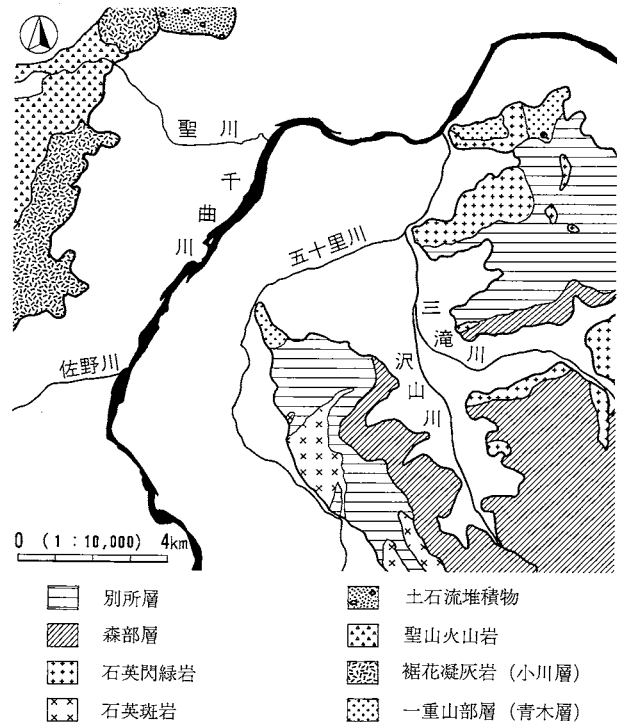 聖川
千曲川
五十里川
三滝川
沢山川
佐野川
0 (1:10,000) 4km
別所層
森部層
石英閃緑岩
石英斑岩
土石流堆積物
聖山火山岩
裾花凝灰岩(小川層)
一重山部層(青木層)